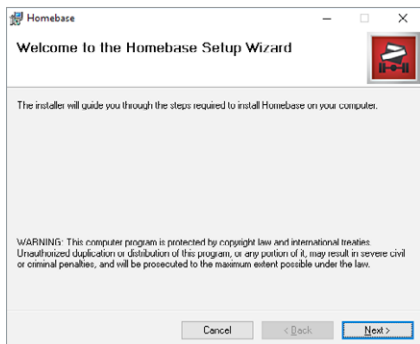 Homebase
Welcome to the Homebase Setup Wizard
The installer will guide you through the steps required to install Homebase on your computer.
WARNING: This computer program is protected by copyright law and international treaties.
Unauthorized duplication or distribution of this program, or any portion of it, may result in severe civil
or criminal penalties, and will be prosecuted to the maximum extent possible under the law.
Cancel
< Back
Next >